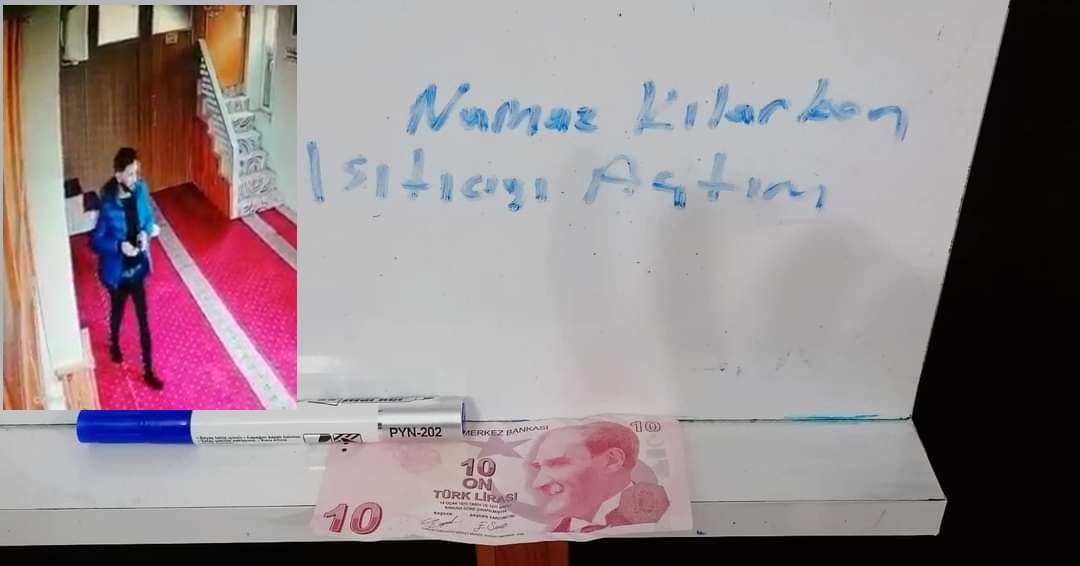 Namaz Kılarken
Isıtıcıyı Açtım
PYN-202
MERKEZ BANKASI
10
10
ON
TÜRK LİRASI
10